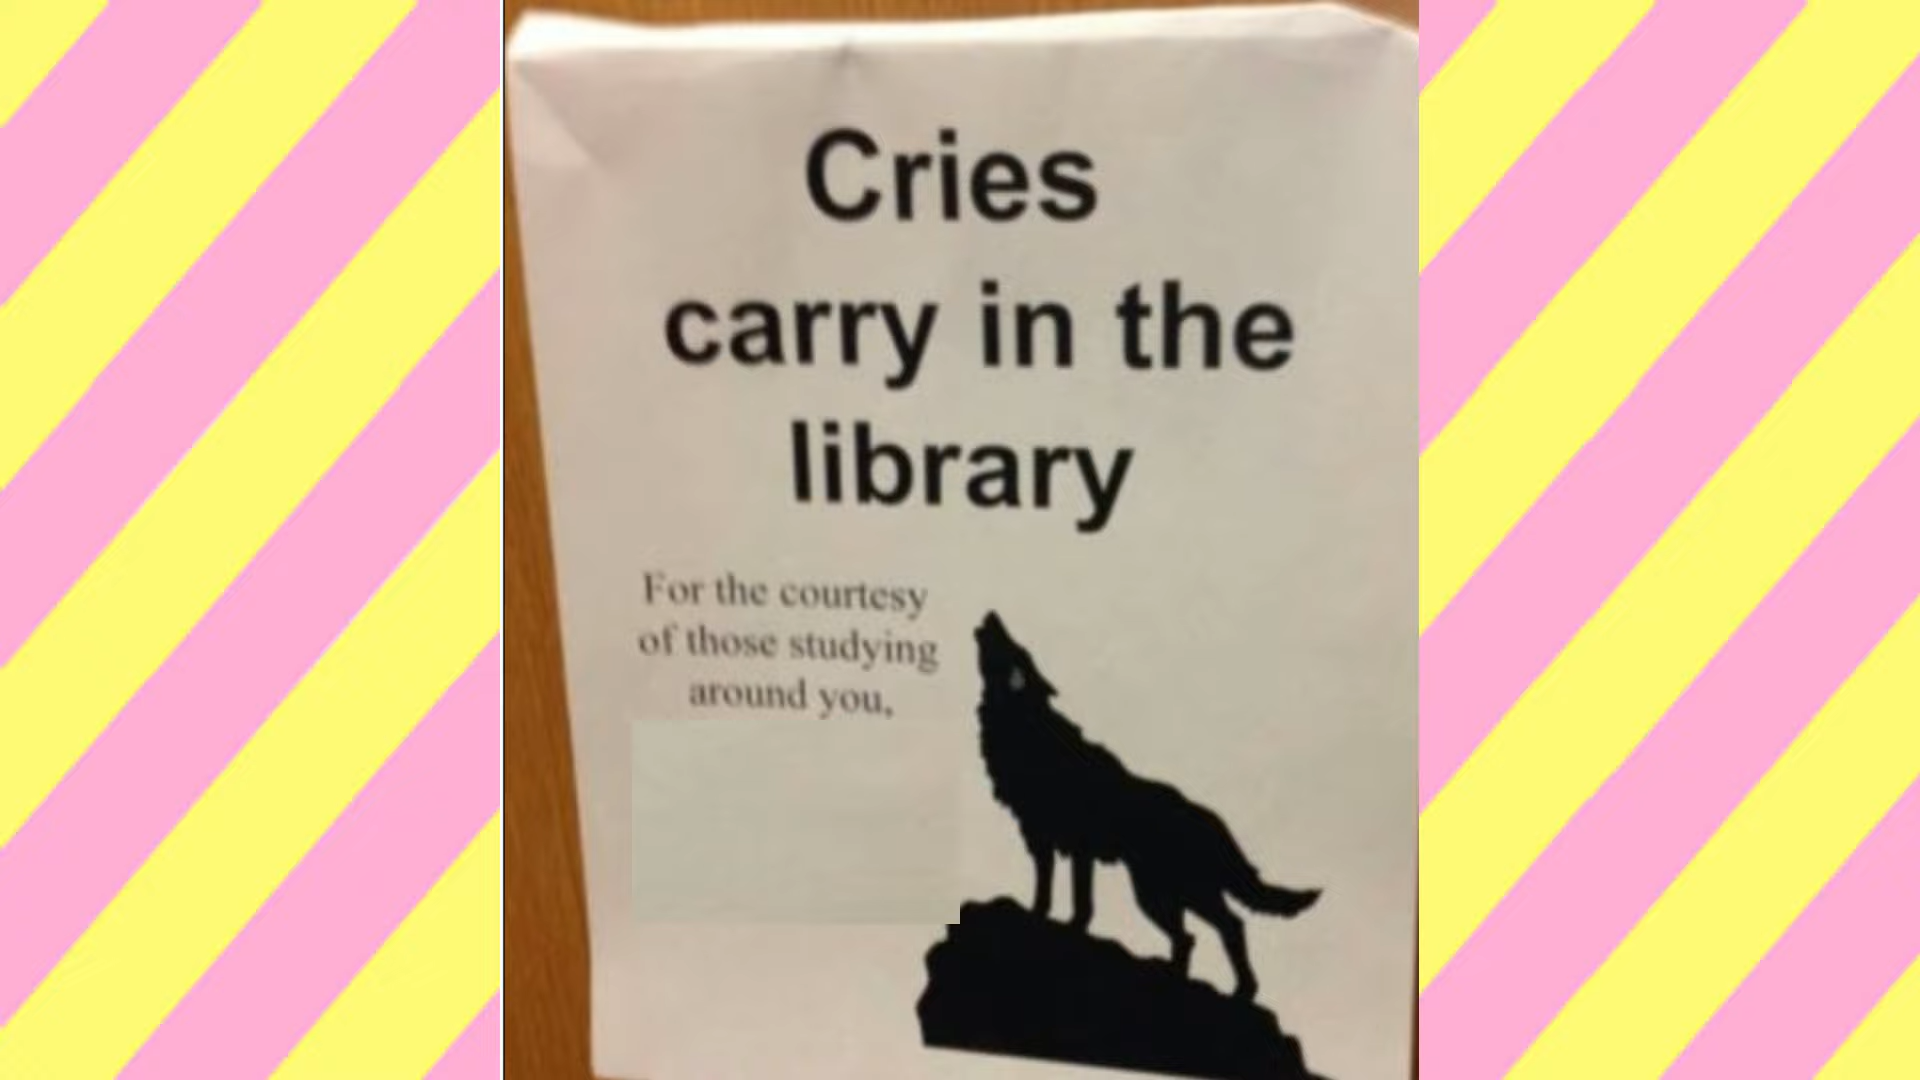 Cries
carry in the
library
For the courtesy
of those studying
around you,